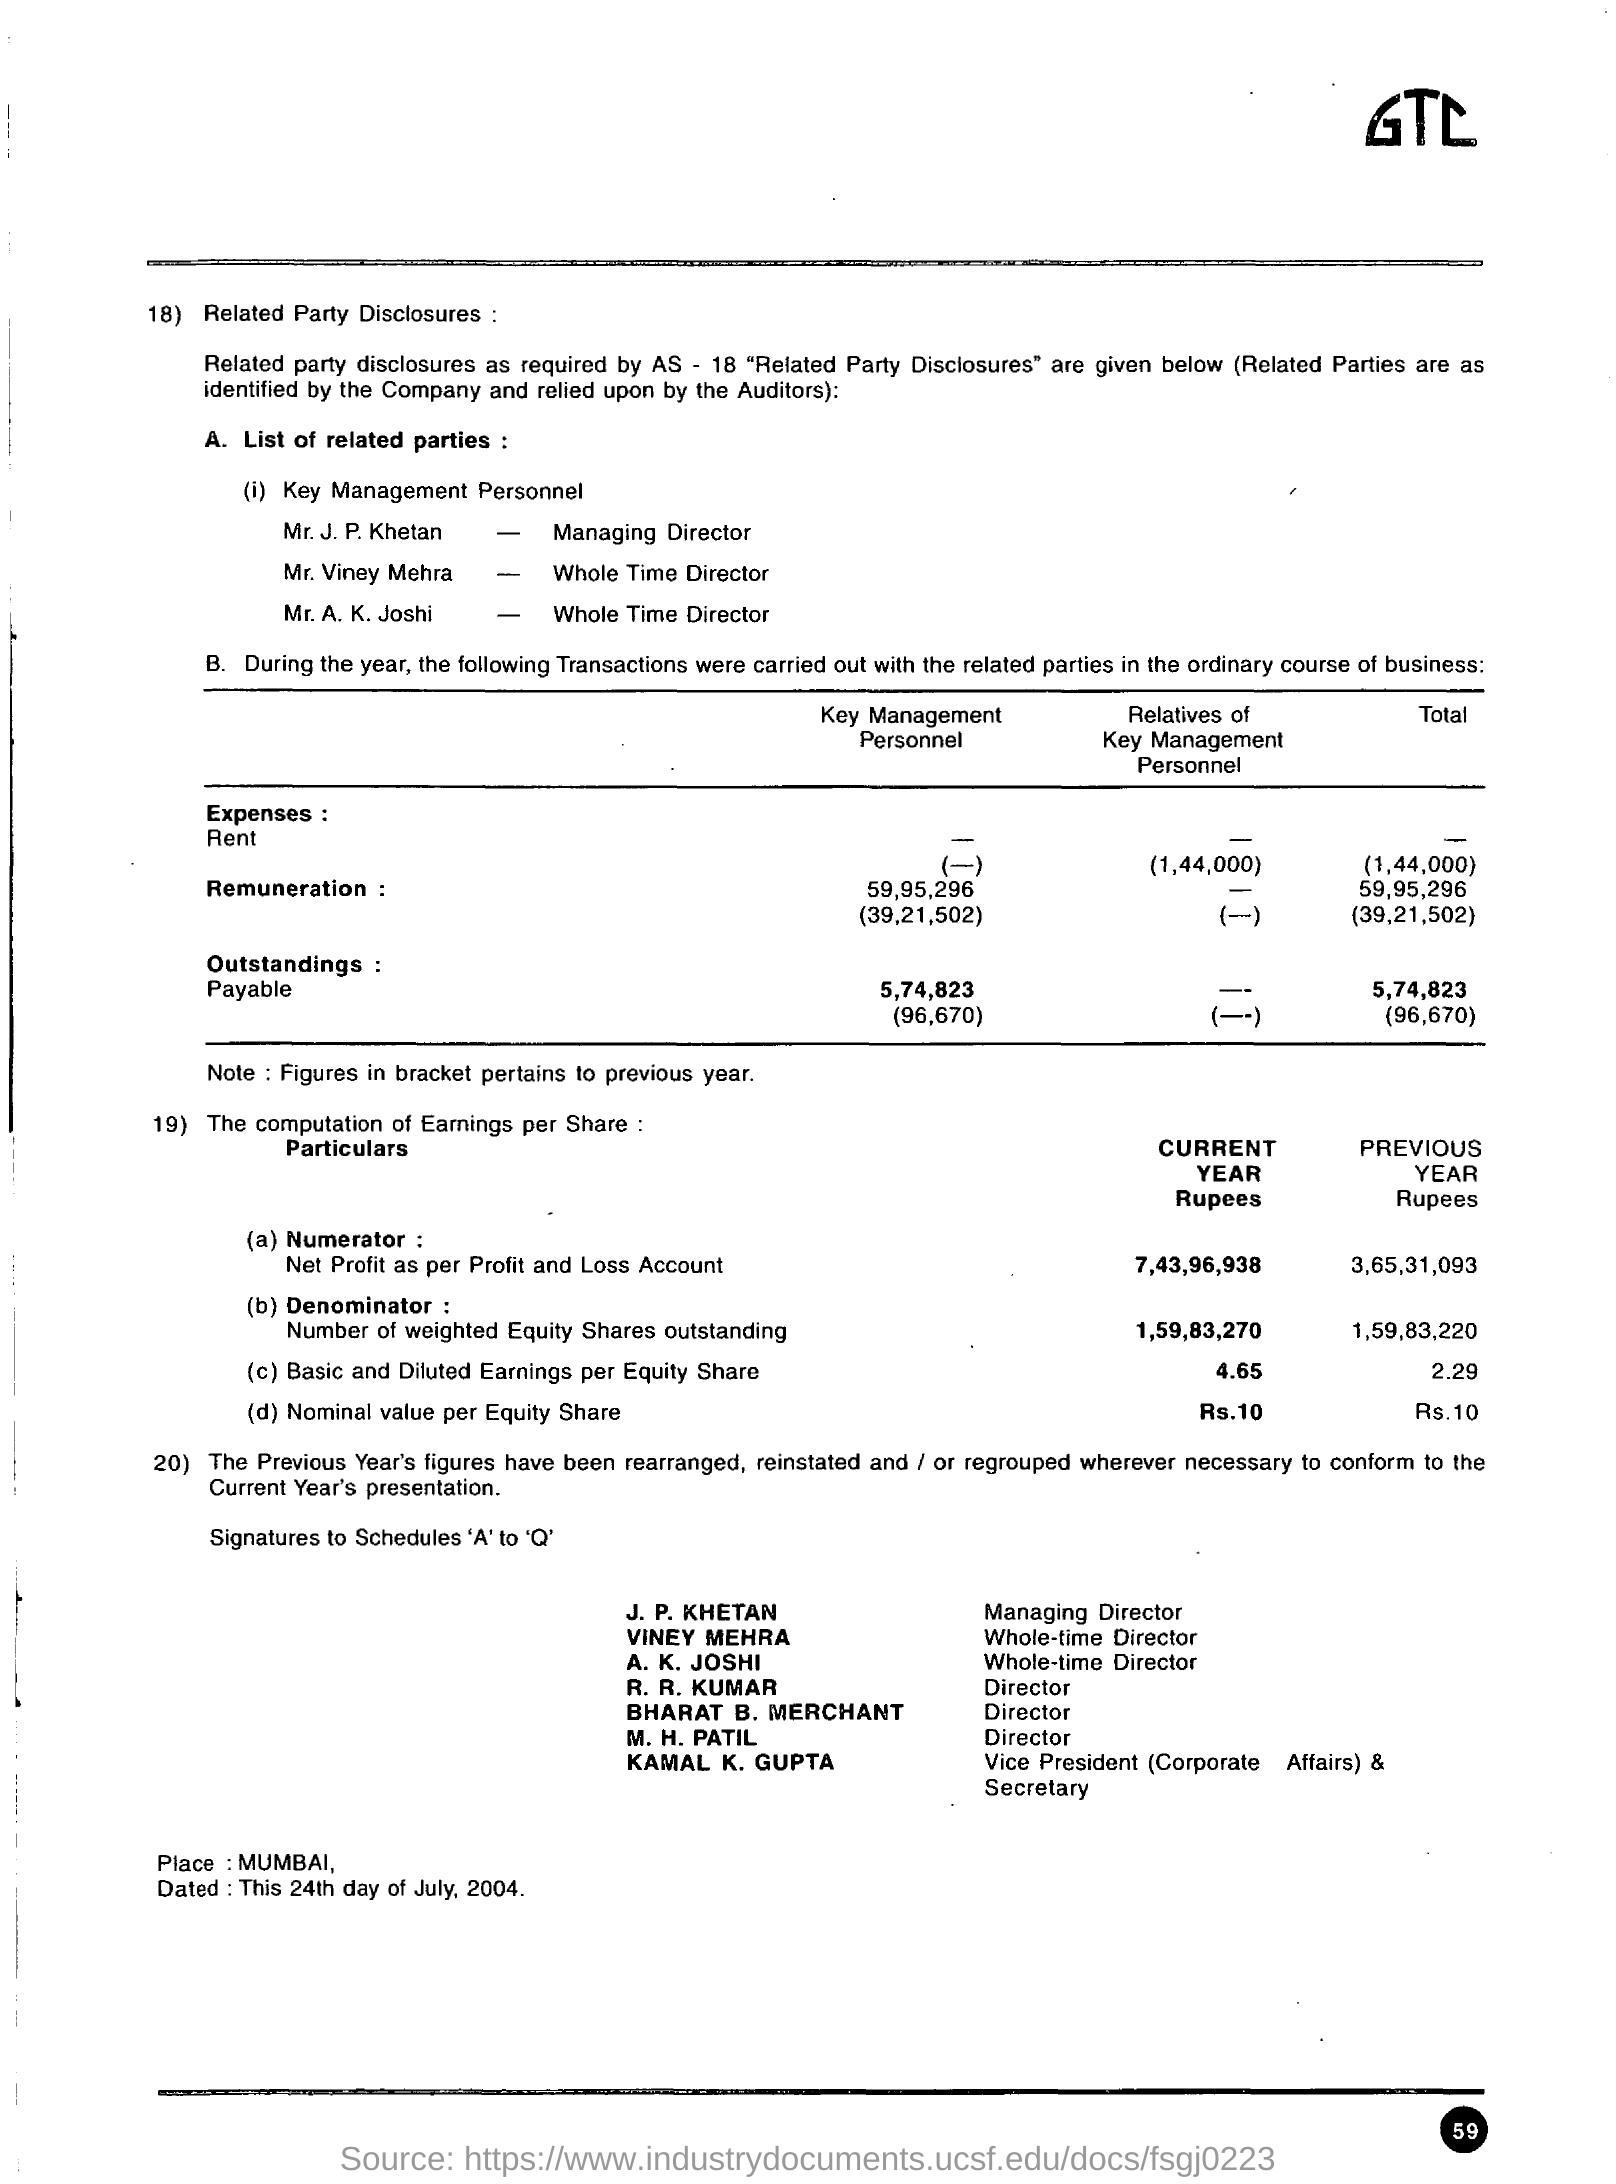 GTC
18) Related Party Disclosures :
Related party disclosures as required by AS - 18 "Related Party Disclosures" are given below (Related Parties are as
identified by the Company and relied upon by the Auditors):
A. List of related parties :
(i) Key Management Personnel
Mr. J. P. Khetan — Managing Director
Mr. Viney Mehra — Whole Time Director
Mr. A. K. Joshi — Whole Time Director
B. During the year, the following Transactions were carried out with the related parties in the ordinary course of business:
Key Management Relatives of Total
Personnel Key Management
Personnel
Expenses :
Rent — — —
(—) (1,44,000) (1,44,000)
Remuneration : 59,95,296 — 59,95,296
(39,21,502) (—) (39,21,502)
Outstandings :
Payable 5,74,823 — 5,74,823
(96,670) (—) (96,670)
Note : Figures in bracket pertains to previous year.
19) The computation of Earnings per Share :
Particulars CURRENT PREVIOUS
YEAR YEAR
Rupees Rupees
(a) Numerator :
Net Profit as per Profit and Loss Account 7,43,96,938 3,65,31,093
(b) Denominator :
Number of weighted Equity Shares outstanding 1,59,83,270 1,59,83,220
(c) Basic and Diluted Earnings per Equity Share 4.65 2.29
(d) Nominal value per Equity Share Rs.10 Rs.10
20) The Previous Year's figures have been rearranged, reinstated and / or regrouped wherever necessary to conform to the
Current Year's presentation.
Signatures to Schedules 'A' to 'Q'
J. P. KHETAN Managing Director
VINEY MEHRA Whole-time Director
A. K. JOSHI Whole-time Director
R. R. KUMAR Director
BHARAT B. MERCHANT Director
M. H. PATIL Director
KAMAL K. GUPTA Vice President (Corporate Affairs) &
Secretary
Place : MUMBAI,
Dated : This 24th day of July, 2004.
59
Source: https://www.industrydocuments.ucsf.edu/docs/fsgj0223